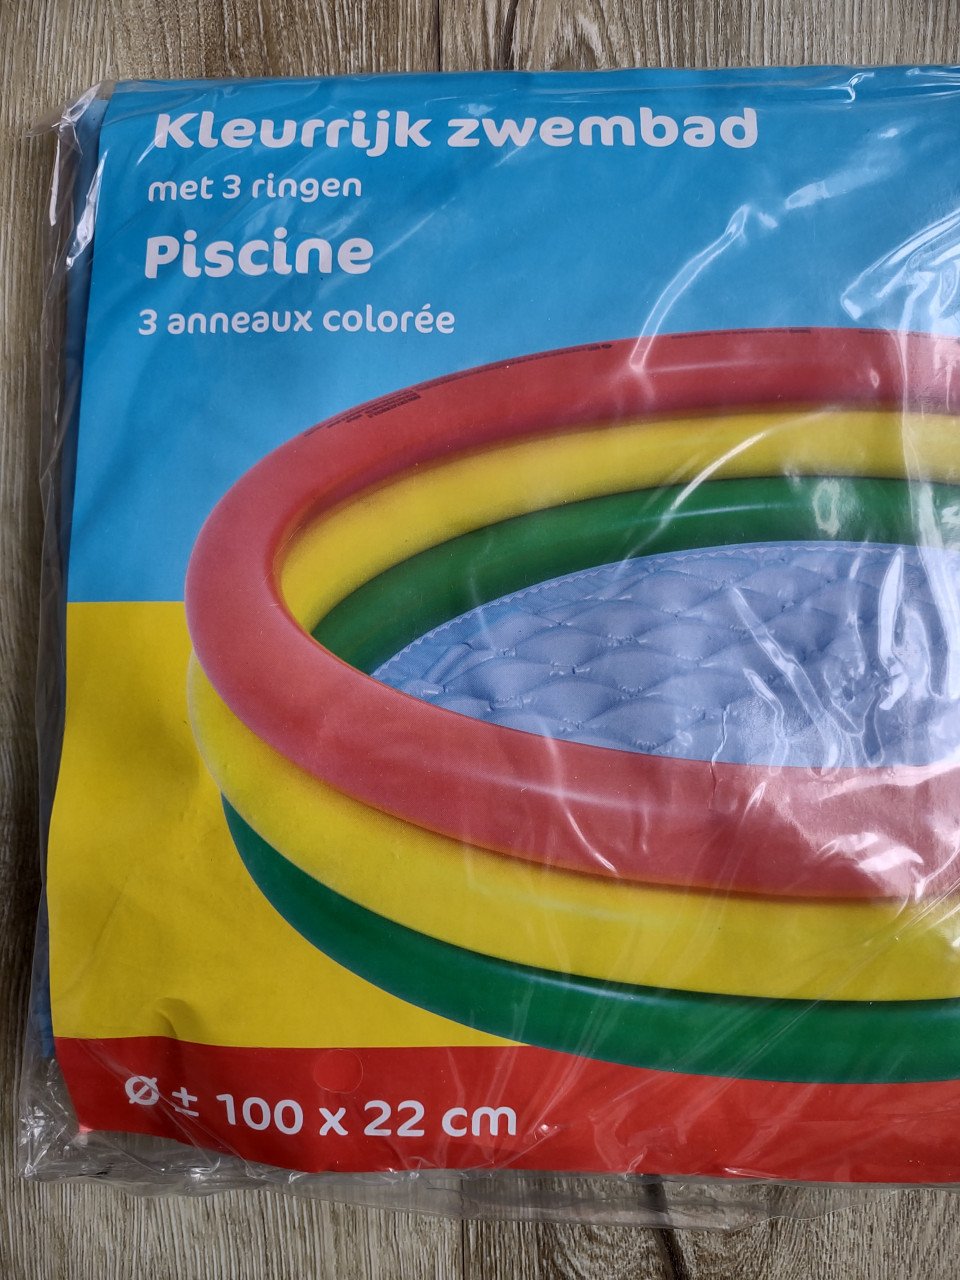 Kleurrijk zwembad
met 3 ringen
Piscine
3 anneaux colorée
Ø ± 100 x 22 cm